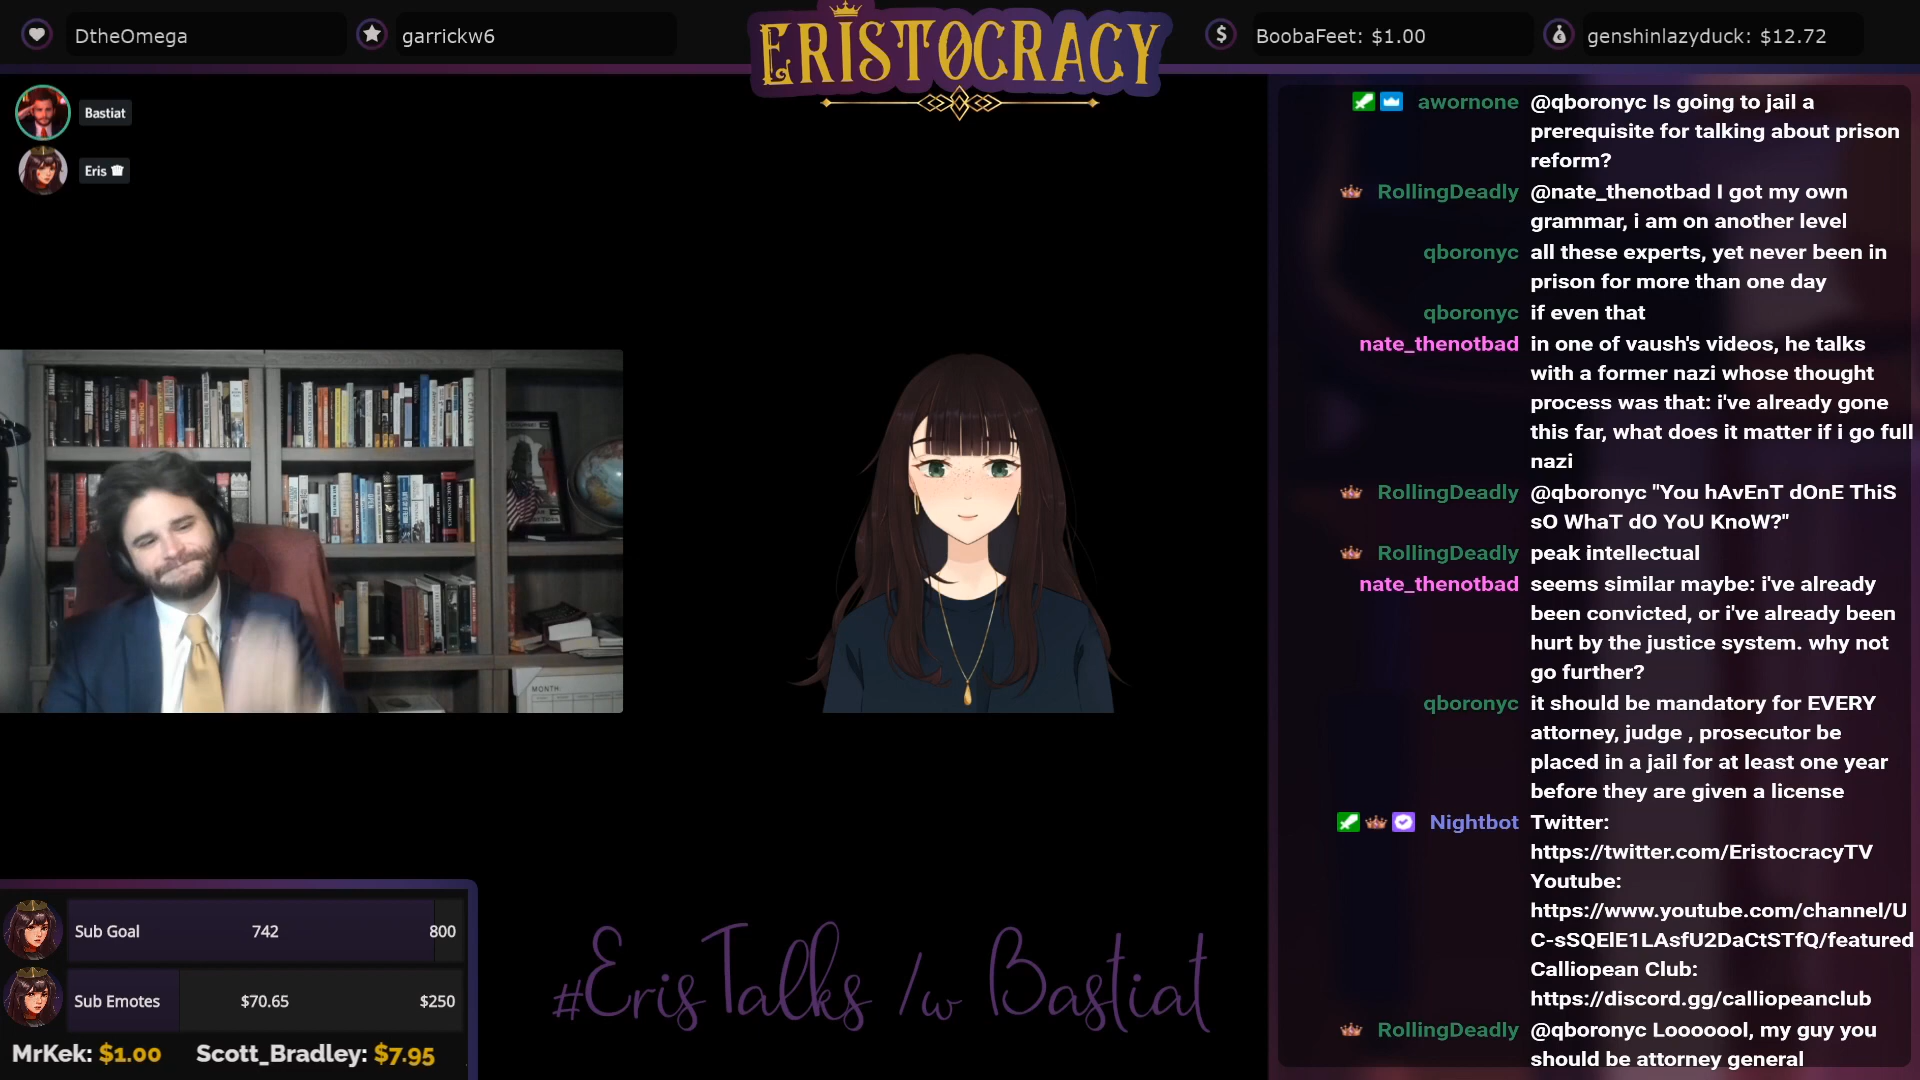 DtheOmega
garrickw6
ERISTOCRACY
BoobaFeet: $1.00
genshinlazyduck: $12.72
Bastiat
Eris
awornone @qboronyc Is going to jail a
prerequisite for talking about prison
reform?
RollingDeadly @nate_thenotbad I got my own
grammar, i am on another level
qboronyc all these experts, yet never been in
prison for more than one day
qboronyc if even that
nate_thenotbad in one of vaush's videos, he talks
with a former nazi whose thought
process was that: i've already gone
this far, what does it matter if i go full
nazi
RollingDeadly @qboronyc "You hAvEnT dOnE ThiS
sO WhaT dO YoU KnoW?"
RollingDeadly peak intellectual
nate_thenotbad seems similar maybe: i've already
been convicted, or i've already been
hurt by the justice system. why not
go further?
qboronyc it should be mandatory for EVERY
attorney, judge , prosecutor be
placed in a jail for at least one year
before they are given a license
Nightbot Twitter:
https://twitter.com/EristocracyTV
Youtube:
https://www.youtube.com/channel/U
C-sSQElE1LAsfU2DaCtSTfQ/featured
Calliopean Club:
https://discord.gg/calliopeanclub
RollingDeadly @qboronyc Looooool, my guy you
should be attorney general
MONTH:
Sub Goal 742 800
Sub Emotes $70.65 $250
MrKek: $1.00 Scott_Bradley: $7.95
#ErisTalks /w Bastiat